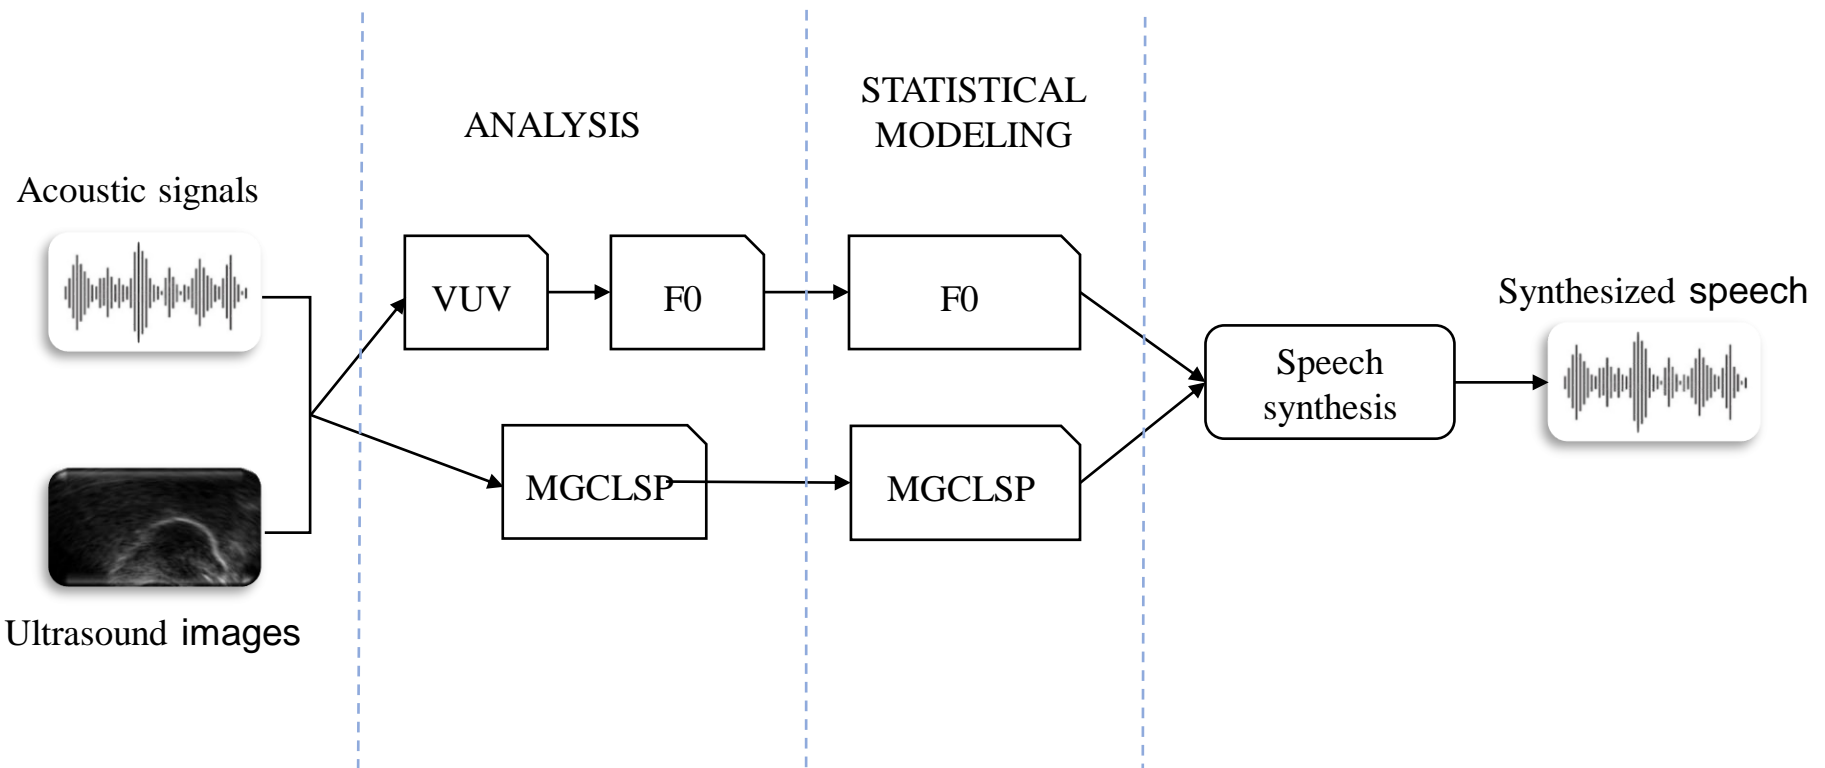 STATISTICAL
MODELING
ANALYSIS
Acoustic signals
VUV
F0
F0
Synthesized speech
Speech
synthesis
MGCLSP
MGCLSP
Ultrasound images